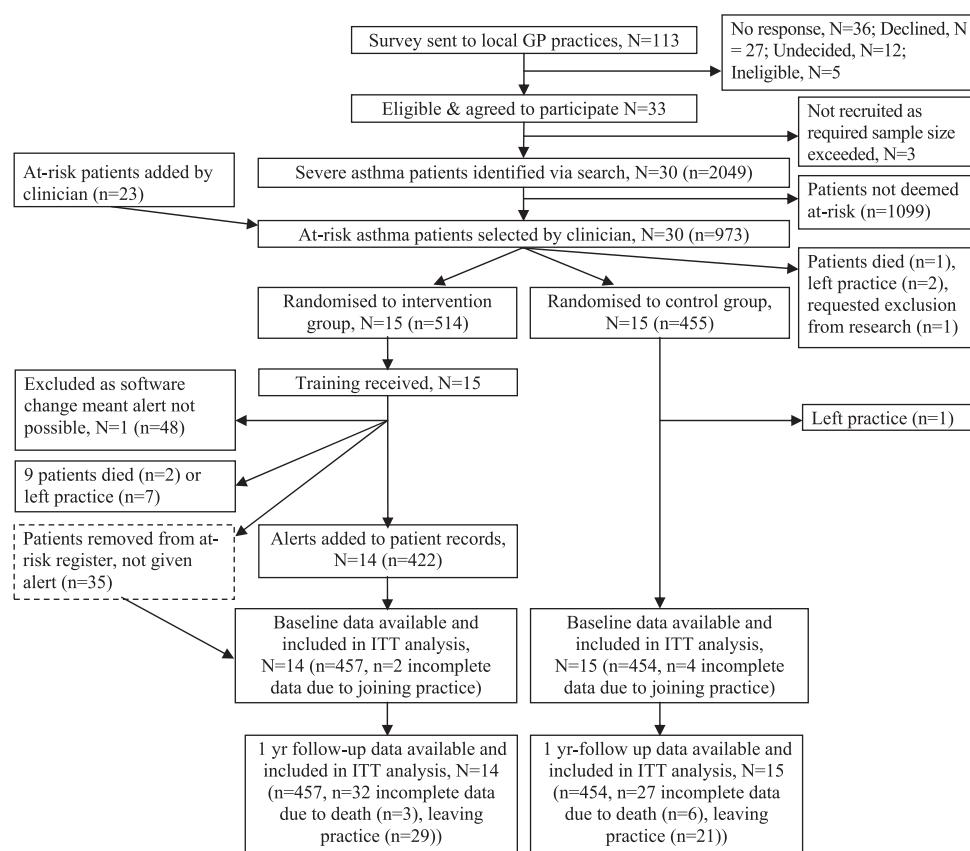 Survey sent to local GP practices, N=113
No response, N=36; Declined, N
= 27; Undecided, N=12;
Ineligible, N=5
Eligible & agreed to participate N=33
Not recruited as
required sample size
exceeded, N=3
Severe asthma patients identified via search, N=30 (n=2049)
At-risk patients added by
clinician (n=23)
Patients not deemed
at-risk (n=1099)
At-risk asthma patients selected by clinician, N=30 (n=973)
Patients died (n=1),
left practice (n=2),
requested exclusion
from research (n=1)
Randomised to intervention
group, N=15 (n=514)
Randomised to control group,
N=15 (n=455)
Training received, N=15
Excluded as software
change meant alert not
possible, N=1 (n=48)
Left practice (n=1)
9 patients died (n=2) or
left practice (n=7)
Patients removed from at-
risk register, not given
alert (n=35)
Alerts added to patient records,
N=14 (n=422)
Baseline data available and
included in ITT analysis,
N=14 (n=457, n=2 incomplete
data due to joining practice)
Baseline data available and
included in ITT analysis,
N=15 (n=454, n=4 incomplete
data due to joining practice)
1 yr follow-up data available and
included in ITT analysis, N=14
(n=457, n=32 incomplete data
due to death (n=3), leaving
practice (n=29))
1 yr-follow up data available and
included in ITT analysis, N=15
(n=454, n=27 incomplete data
due to death (n=6), leaving
practice (n=21))